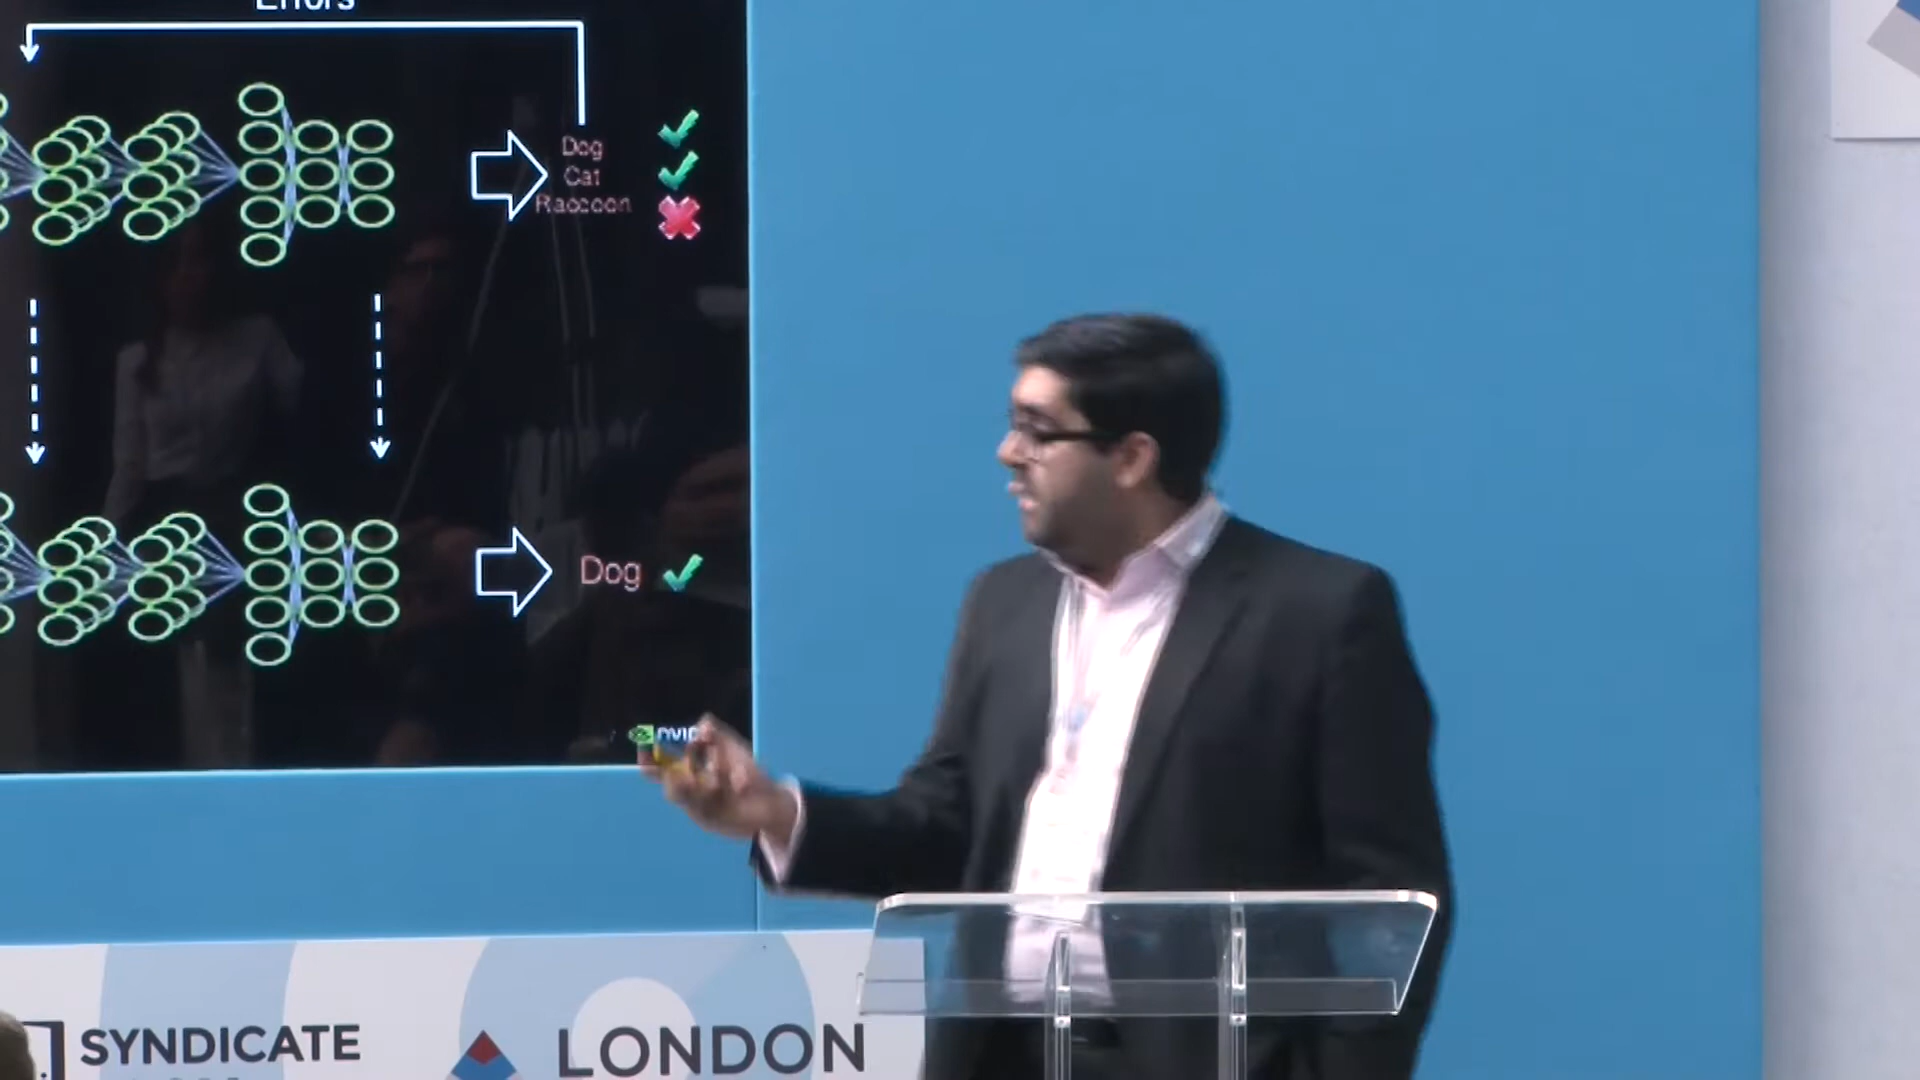 Errors
Dog
Cat
Raccoon
Dog
SYNDICATE
LONDON